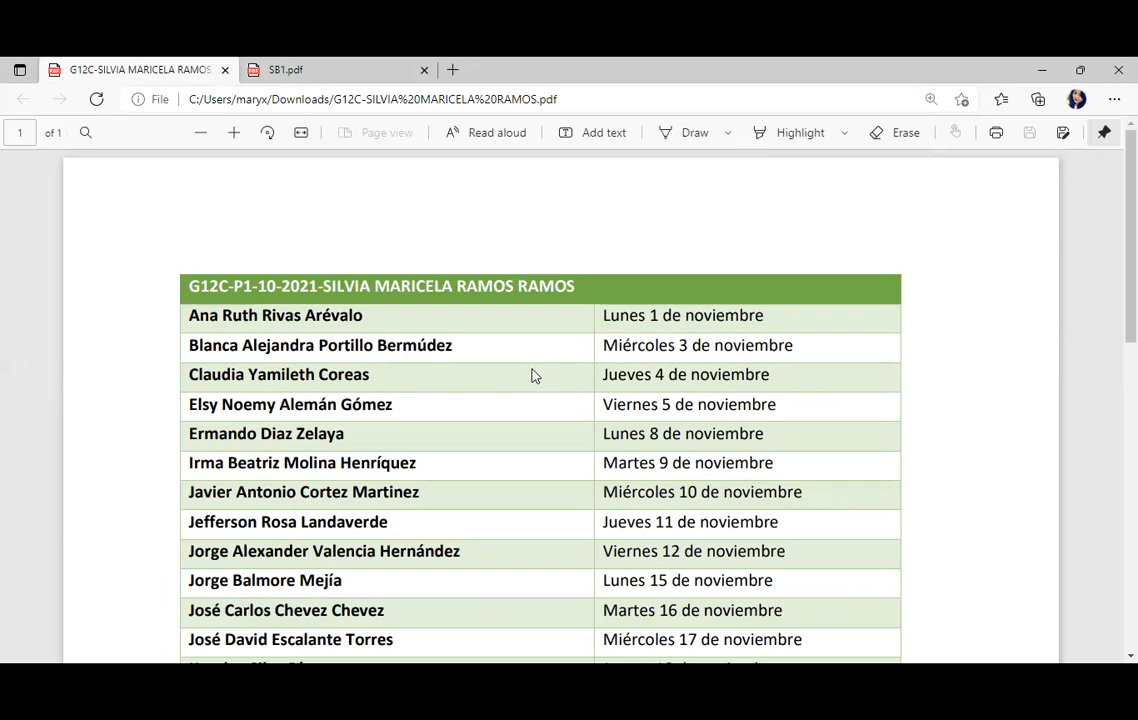 G12C-SILVIA MARICELA RAMOS
SB1.pdf
File C:/Users/maryx/Downloads/G12C-SILVIA%20MARICELA%20RAMOS.pdf
1 of 1 Page view Read aloud Add text Draw Highlight Erase
G12C-P1-10-2021-SILVIA MARICELA RAMOS RAMOS
Ana Ruth Rivas Arévalo Lunes 1 de noviembre
Blanca Alejandra Portillo Bermúdez Miércoles 3 de noviembre
Claudia Yamileth Coreas Jueves 4 de noviembre
Elsy Noemy Alemán Gómez Viernes 5 de noviembre
Ermando Diaz Zelaya Lunes 8 de noviembre
Irma Beatriz Molina Henríquez Martes 9 de noviembre
Javier Antonio Cortez Martinez Miércoles 10 de noviembre
Jefferson Rosa Landaverde Jueves 11 de noviembre
Jorge Alexander Valencia Hernández Viernes 12 de noviembre
Jorge Balmore Mejía Lunes 15 de noviembre
José Carlos Chevez Chevez Martes 16 de noviembre
José David Escalante Torres Miércoles 17 de noviembre